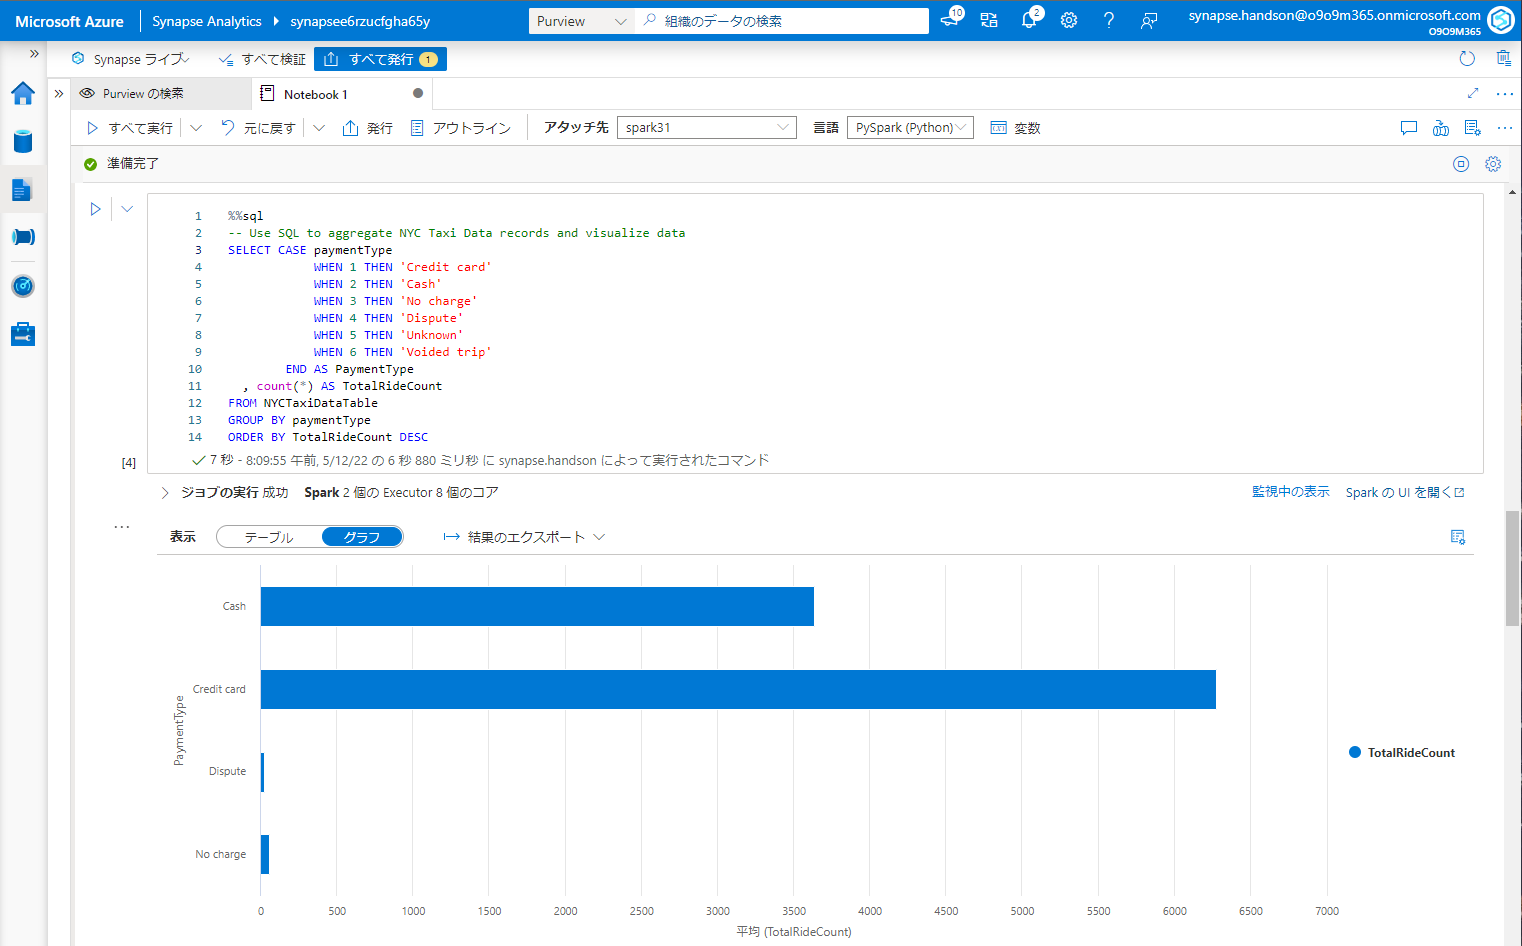 Microsoft Azure
Synapse Analytics
synapsee6rzucfgha65y
Purview
組織のデータの検索
10
2
synapse.handson@o9o9m365.onmicrosoft.com
O9O9M365
Synapse ライブ
すべて検証
すべて発行 1
Purview の検索
Notebook 1
すべて実行
元に戻す
発行
アウトライン
アタッチ先
spark31
言語
PySpark (Python)
変数
準備完了
1 %%sql
2 -- Use SQL to aggregate NYC Taxi Data records and visualize data
3 SELECT CASE paymentType
4 WHEN 1 THEN 'Credit card'
5 WHEN 2 THEN 'Cash'
6 WHEN 3 THEN 'No charge'
7 WHEN 4 THEN 'Dispute'
8 WHEN 5 THEN 'Unknown'
9 WHEN 6 THEN 'Voided trip'
10 END AS PaymentType
11 , count(*) AS TotalRideCount
12 FROM NYCTaxiDataTable
13 GROUP BY paymentType
14 ORDER BY TotalRideCount DESC
[4]
7 秒 - 8:09:55 午前, 5/12/22 の 6 秒 880 ミリ秒 に synapse.handson によって実行されたコマンド
ジョブの実行 成功 Spark 2 個の Executor 8 個のコア
監視中の表示
Spark の UI を開く
表示
テーブル
グラフ
結果のエクスポート
Cash
Credit card
Dispute
No charge
PaymentType
TotalRideCount
0 500 1000 1500 2000 2500 3000 3500 4000 4500 5000 5500 6000 6500 7000
平均 (TotalRideCount)